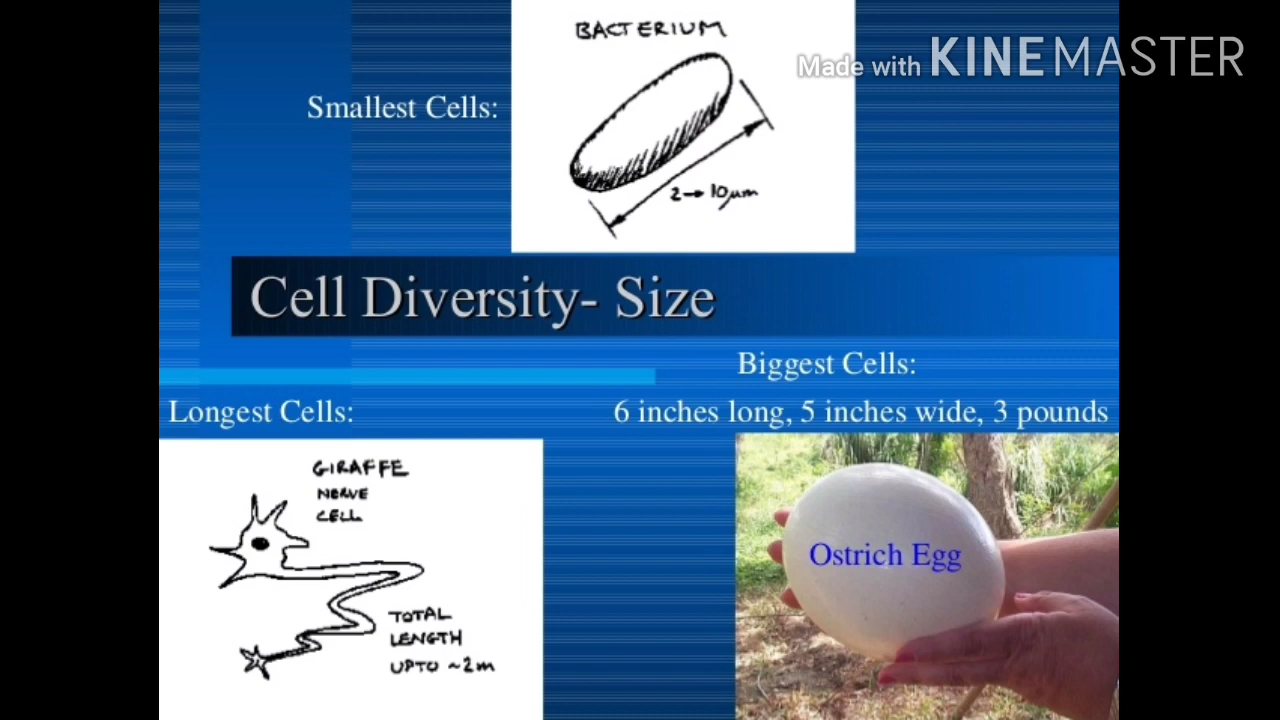 BACTERIUM
Made with KINEMASTER
Smallest Cells:
2→10μm
Cell Diversity- Size
Biggest Cells:
Longest Cells:
6 inches long, 5 inches wide, 3 pounds
GIRAFFE
NERVE
CELL
Ostrich Egg
TOTAL
LENGTH
UPTO ~2m